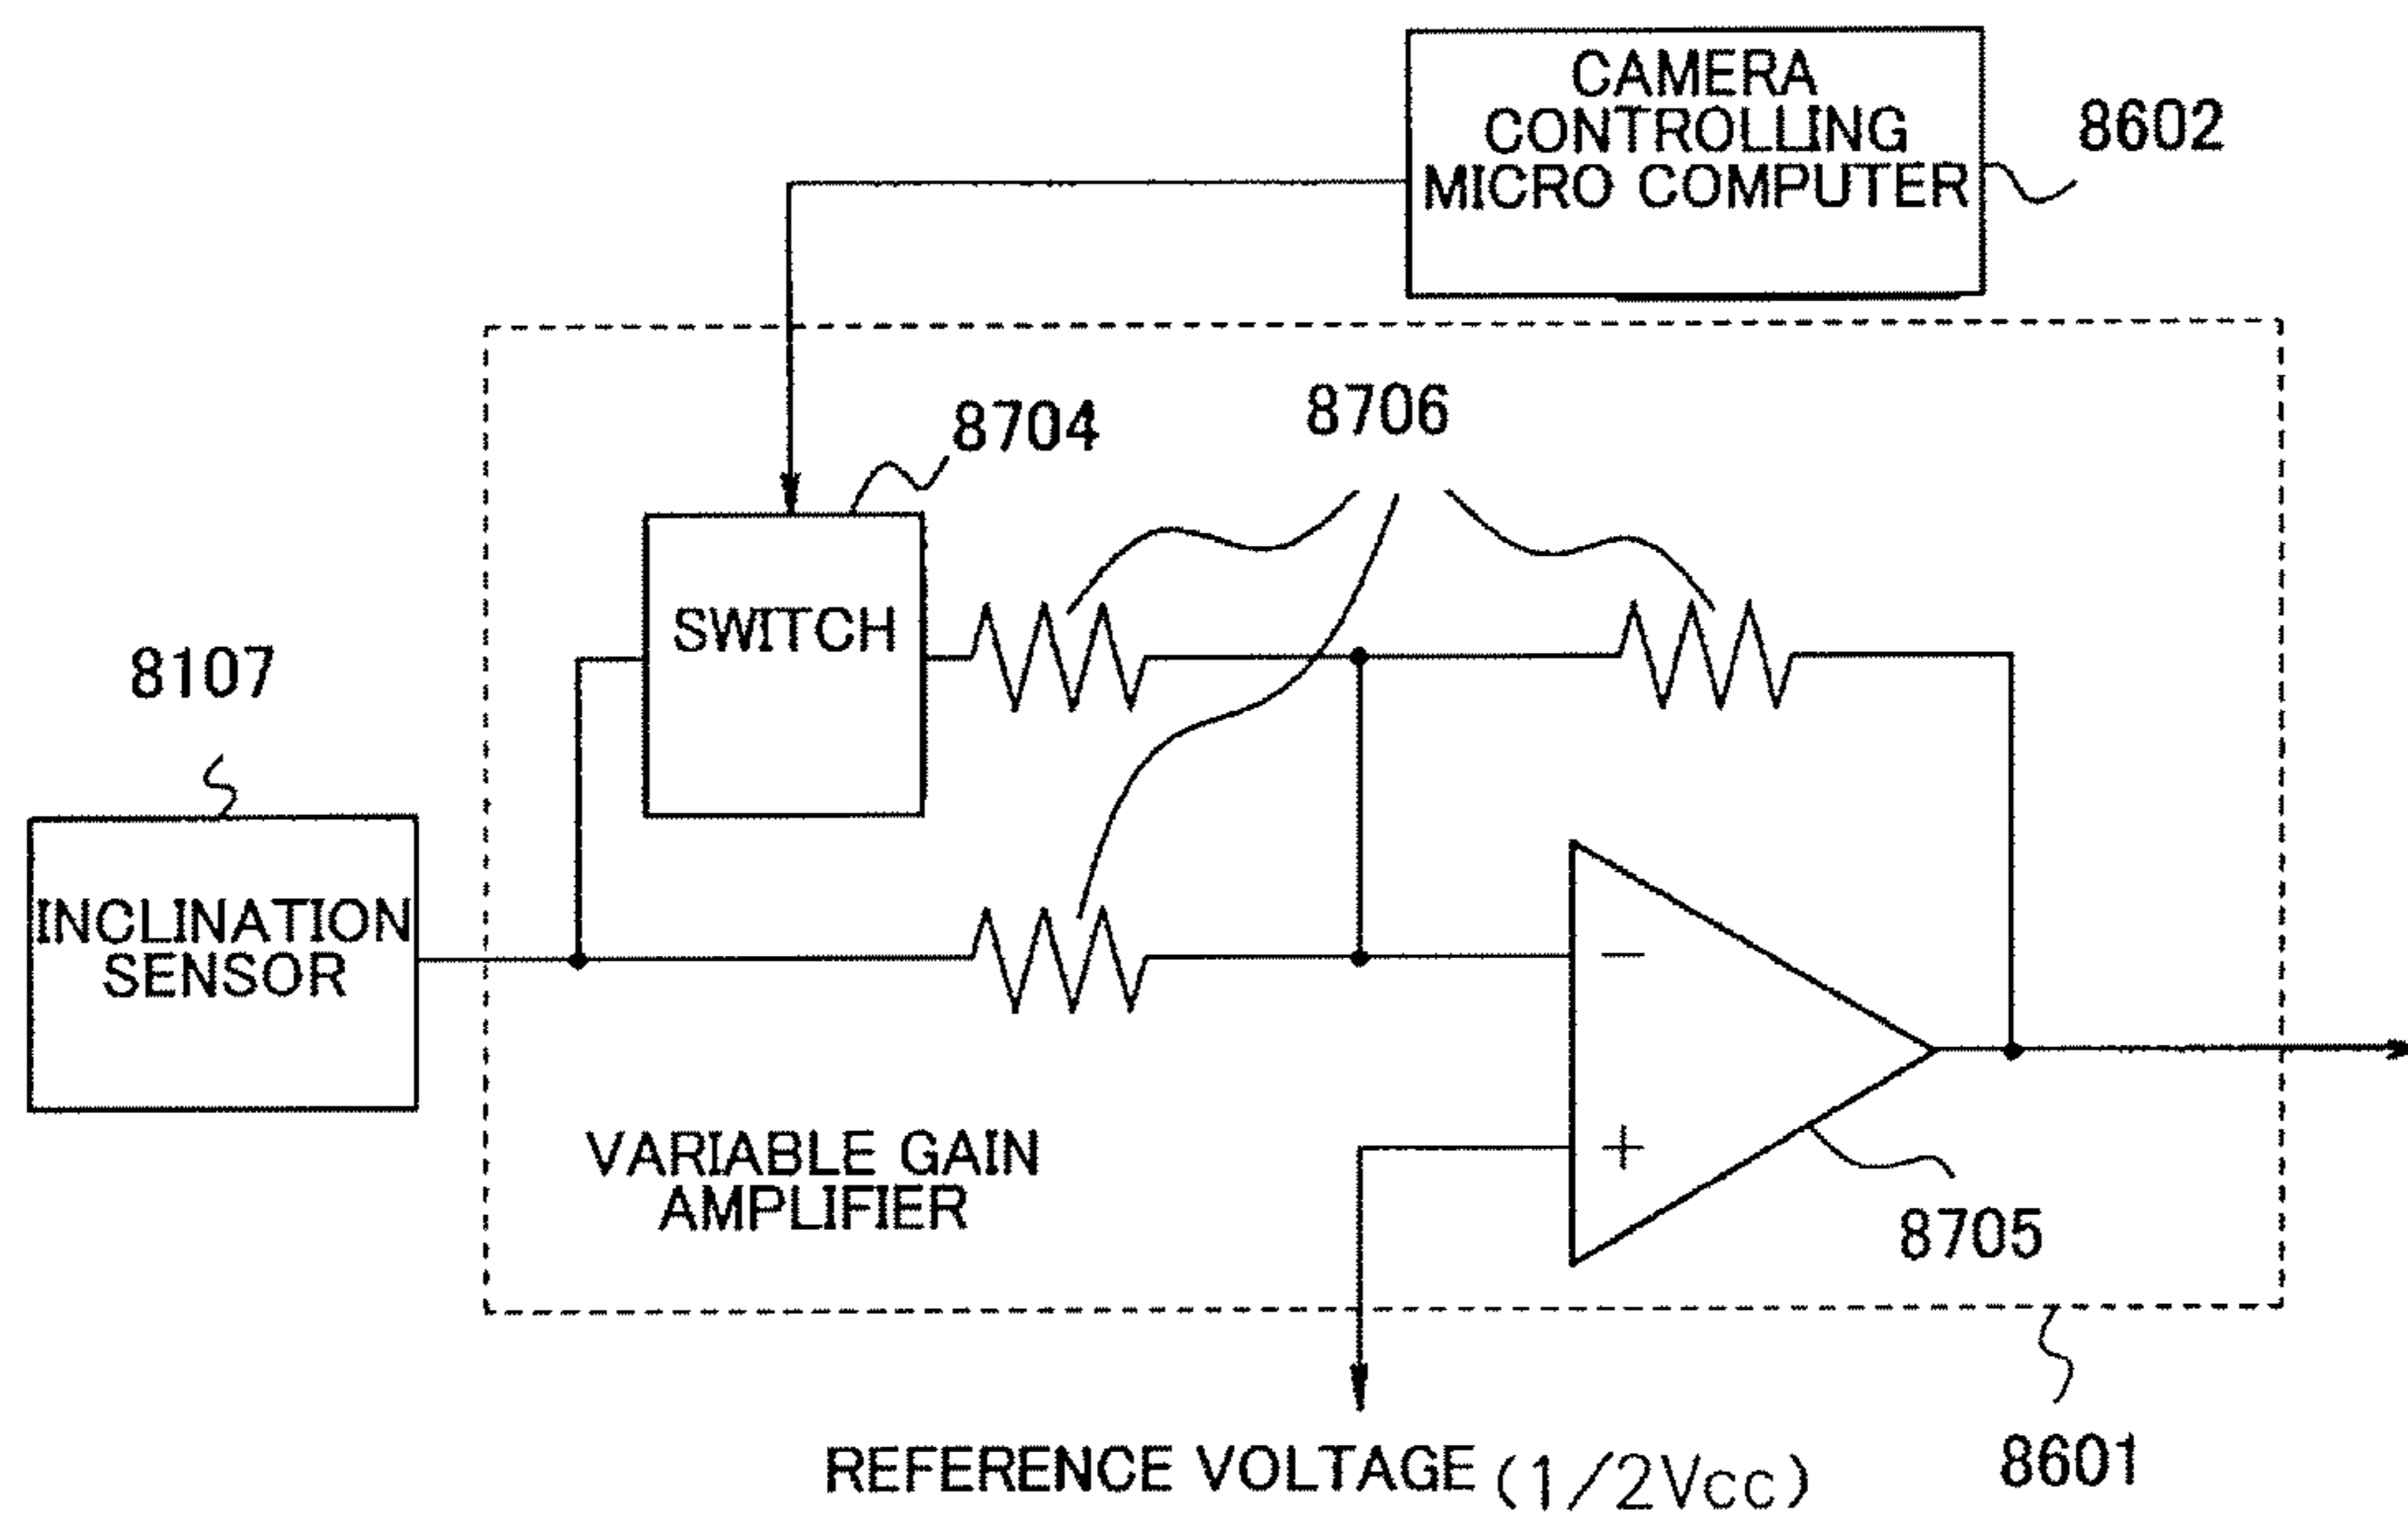 CAMERA
CONTROLLING
MICRO COMPUTER
8602
8704
8706
SWITCH
8107
INCLINATION
SENSOR
−
+
VARIABLE GAIN
AMPLIFIER
8705
REFERENCE VOLTAGE (1/2Vcc)
8601